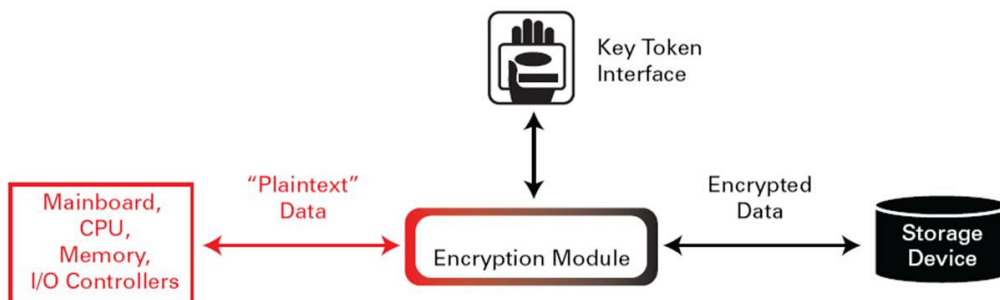 Key Token
Interface
“Plaintext”
Data
Encrypted
Data
Mainboard,
CPU,
Memory,
I/O Controllers
Encryption Module
Storage
Device